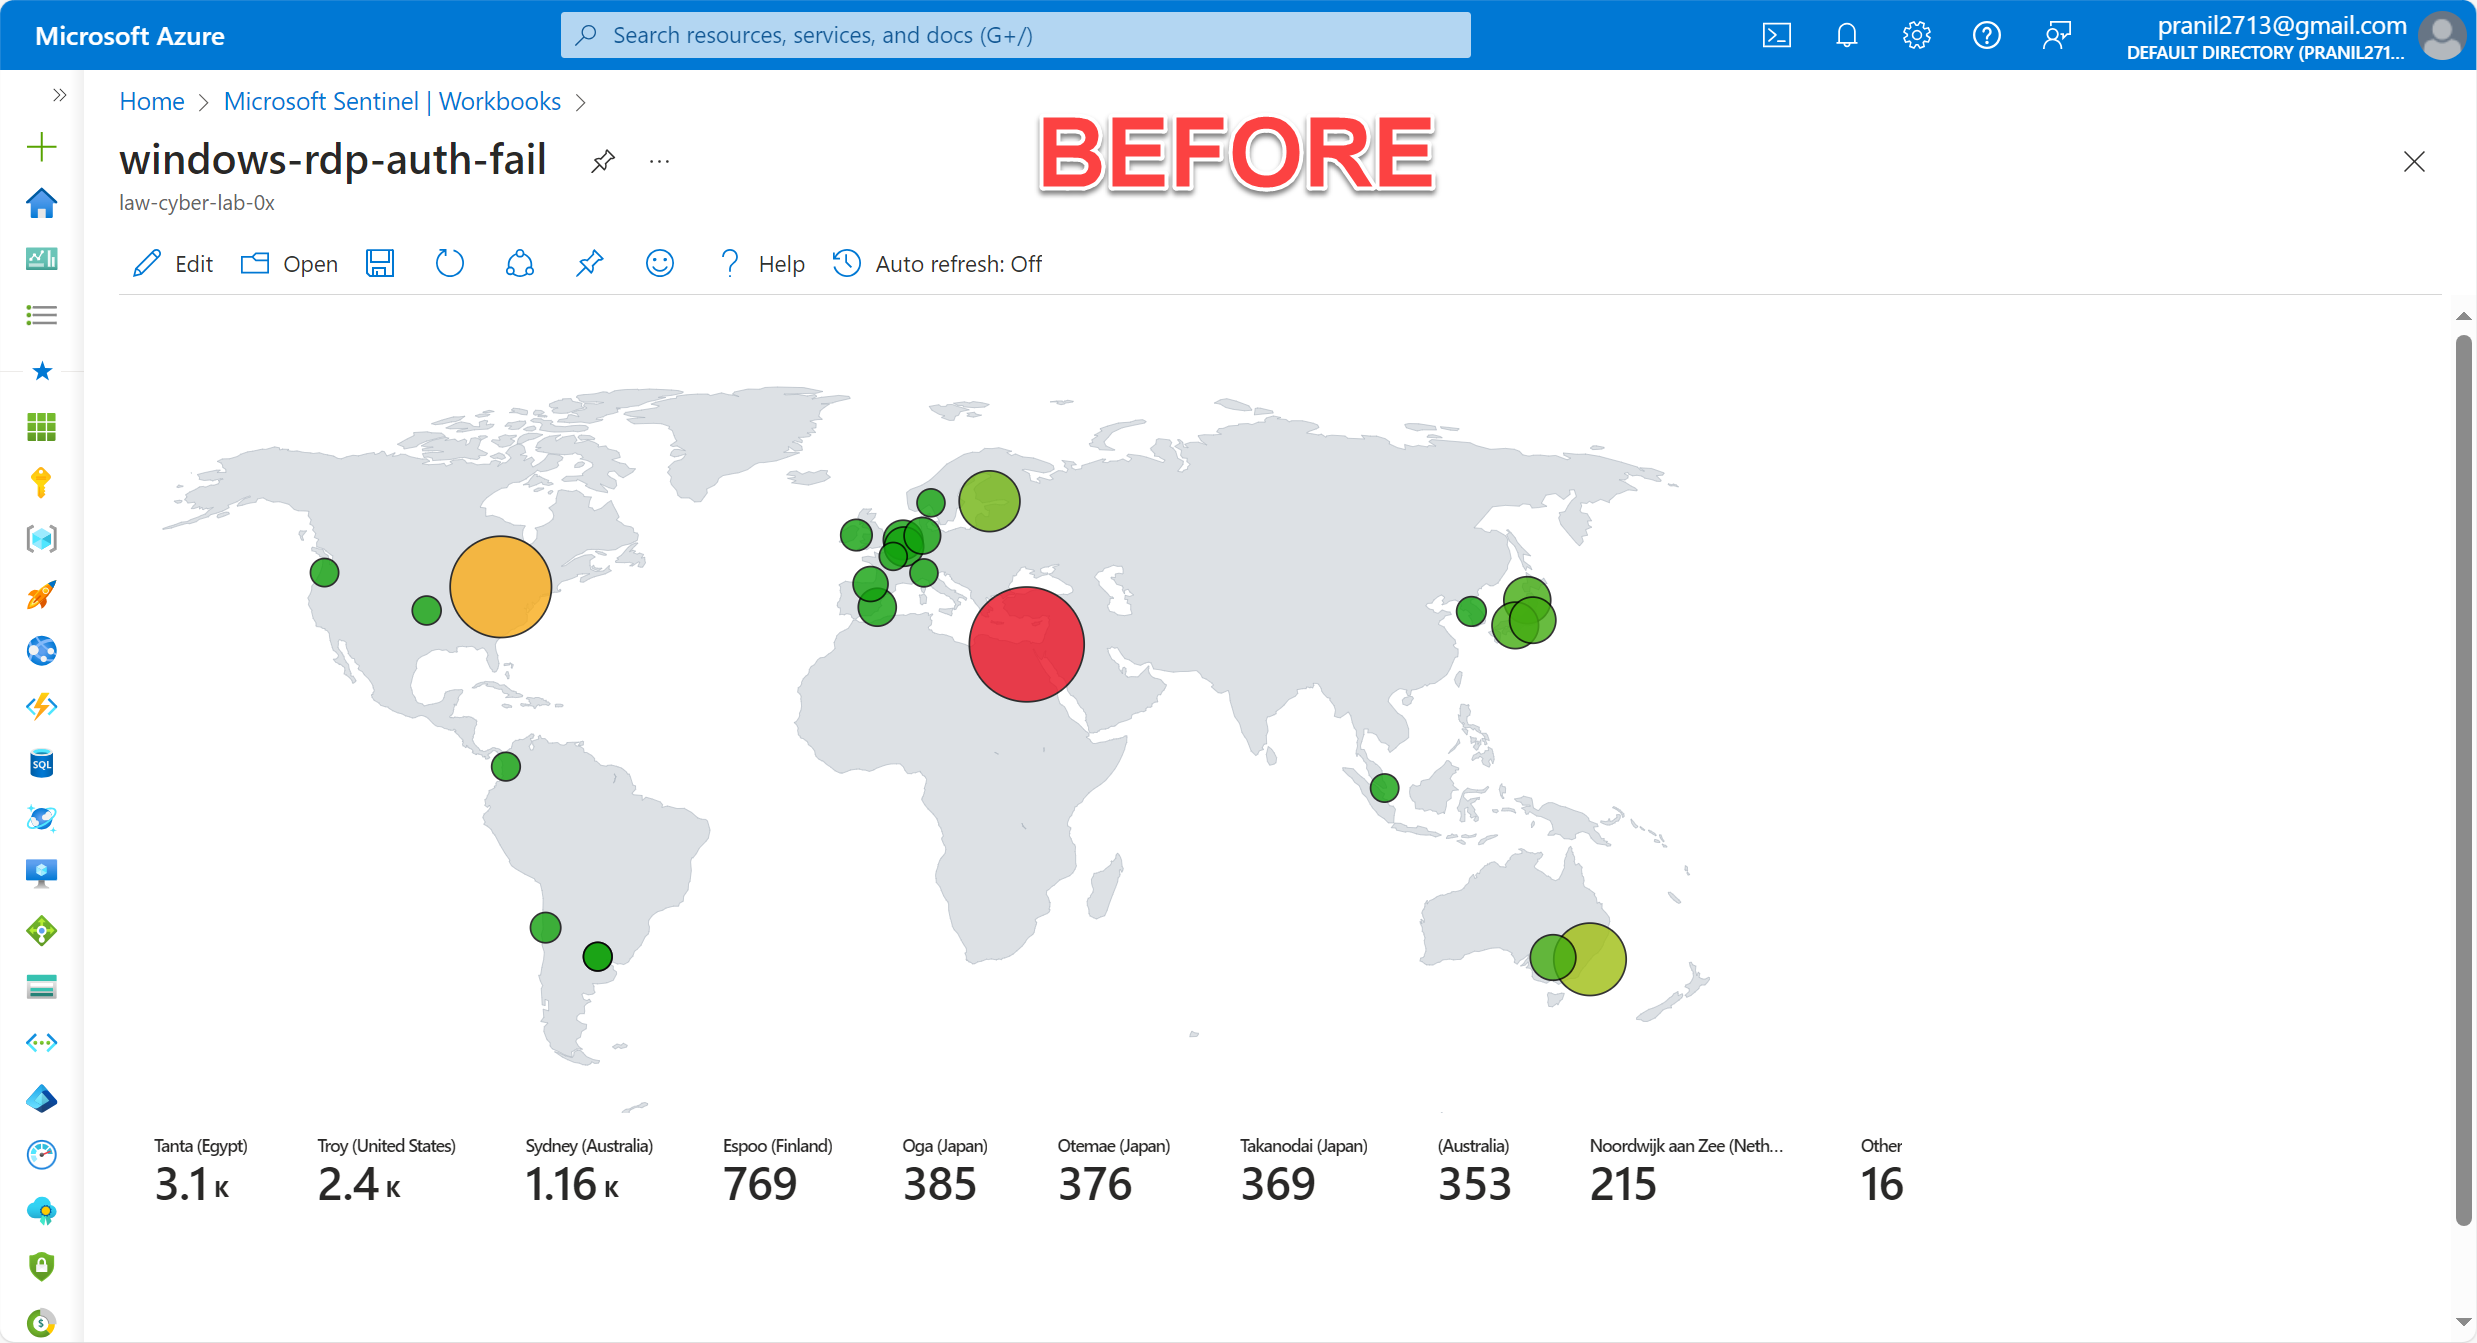 Microsoft Azure
Search resources, services, and docs (G+/)
pranil2713@gmail.com
DEFAULT DIRECTORY (PRANIL271...
Home > Microsoft Sentinel | Workbooks >
BEFORE
windows-rdp-auth-fail ...
law-cyber-lab-0x
Edit Open Help Auto refresh: Off
SQL
Tanta (Egypt) Troy (United States) Sydney (Australia) Espoo (Finland) Oga (Japan) Otemae (Japan) Takanodai (Japan) (Australia) Noordwijk aan Zee (Neth... Other
3.1 K 2.4 K 1.16 K 769 385 376 369 353 215 16